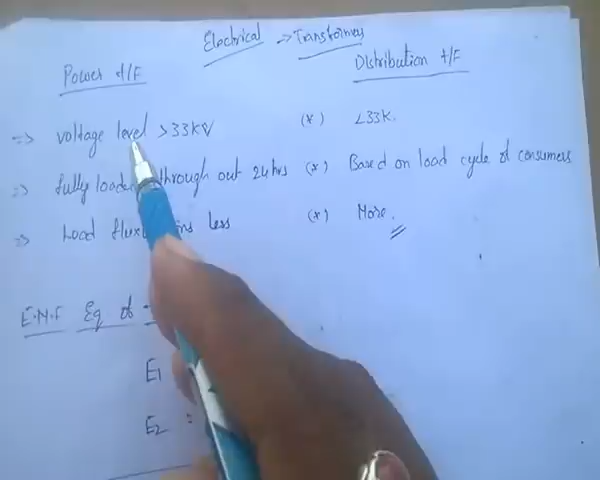 Electrical -> Transformers
Power t/F
Distribution t/F
=> Voltage level >33KV (*) <33K.
=> fully loaded through out 24hrs (*) Based on load cycle of consumers
=> Load less (*) More.
E.M.F Eq of
E1
E2 =